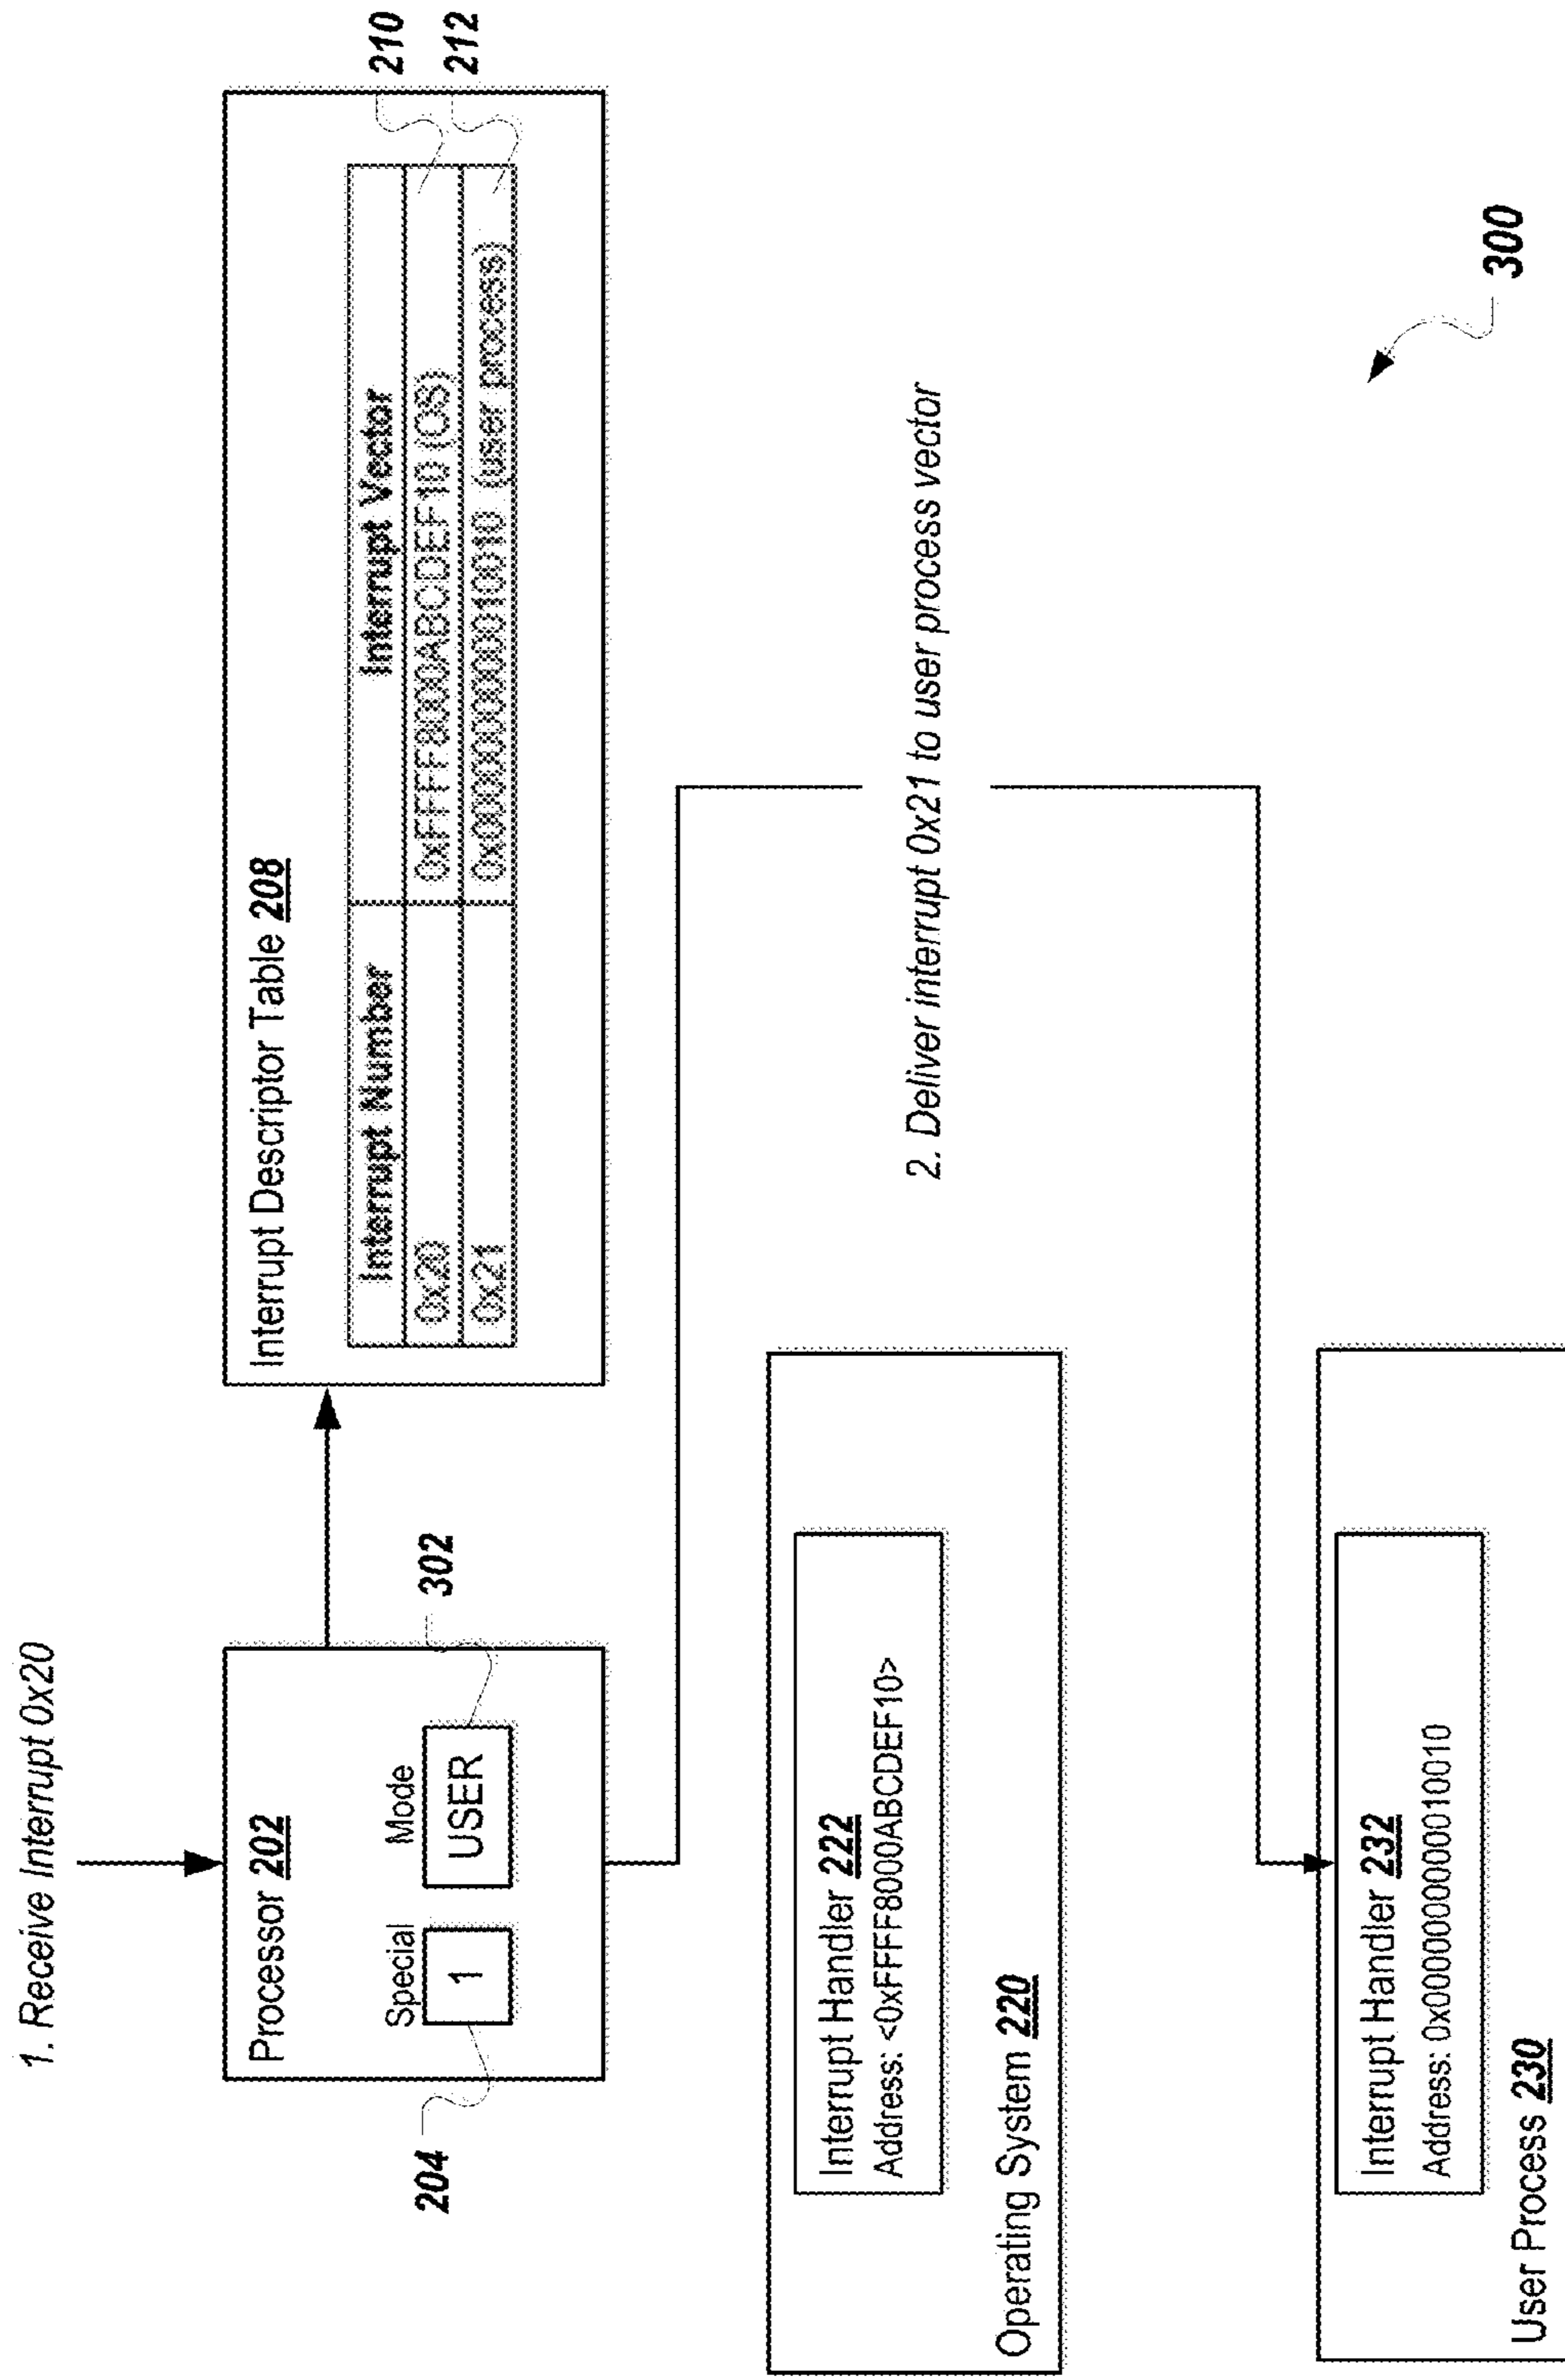 1. Receive Interrupt 0x20
Processor 202
Special
Mode
1
USER
204
302
Interrupt Descriptor Table 208
Interrupt Number Interrupt Vector
0x20 0xFFFF8000ABCDEF10 (OS)
0x21 0x0000000000010010 (user process)
210
212
2. Deliver interrupt 0x21 to user process vector
Interrupt Handler 222
Address: <0xFFFF8000ABCDEF10>
Operating System 220
Interrupt Handler 232
Address: 0x0000000000010010
User Process 230
300